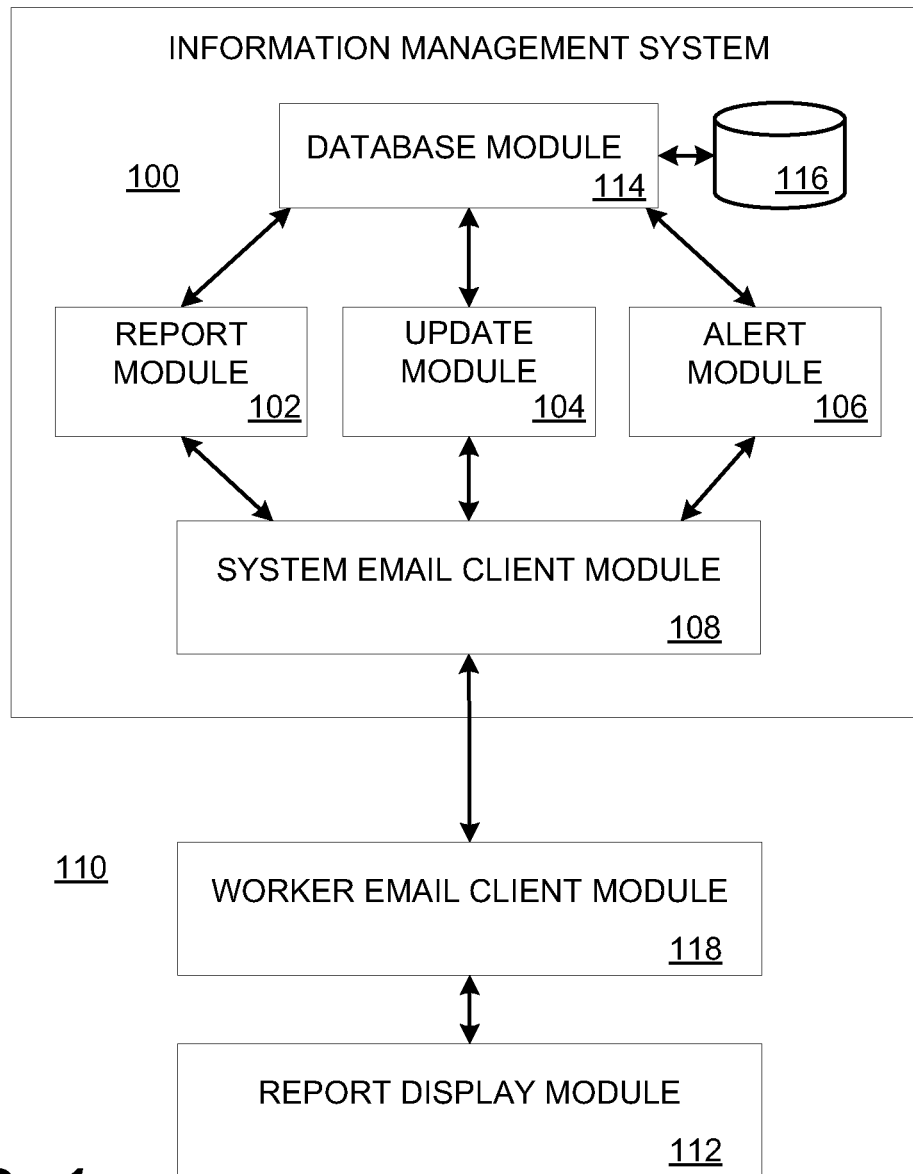 INFORMATION MANAGEMENT SYSTEM
DATABASE MODULE
114
116
100
REPORT
MODULE
102
UPDATE
MODULE
104
ALERT
MODULE
106
SYSTEM EMAIL CLIENT MODULE
108
110
WORKER EMAIL CLIENT MODULE
118
REPORT DISPLAY MODULE
112